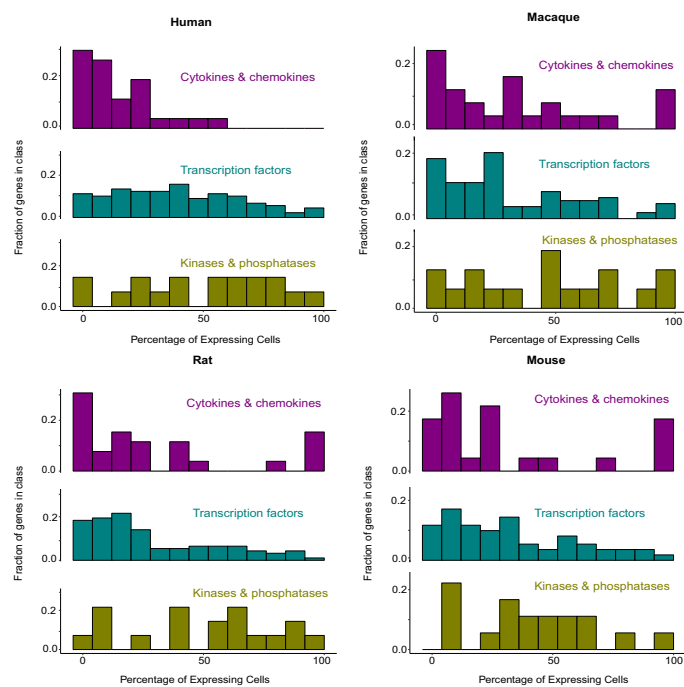 Human
Macaque
Fraction of genes in class
Cytokines & chemokines
0.2
0.0
Transcription factors
0.2
0.0
Kinases & phosphatases
0.2
0.0
0
50
100
Percentage of Expressing Cells
Fraction of genes in class
Cytokines & chemokines
0.2
0.0
Transcription factors
0.2
0.0
Kinases & phosphatases
0.2
0.0
0
50
100
Percentage of Expressing Cells
Rat
Mouse
Fraction of genes in class
Cytokines & chemokines
0.2
0.0
Transcription factors
0.2
0.0
Kinases & phosphatases
0.2
0.0
0
50
100
Percentage of Expressing Cells
Fraction of genes in class
Cytokines & chemokines
0.2
0.0
Transcription factors
0.2
0.0
Kinases & phosphatases
0.2
0.0
0
50
100
Percentage of Expressing Cells